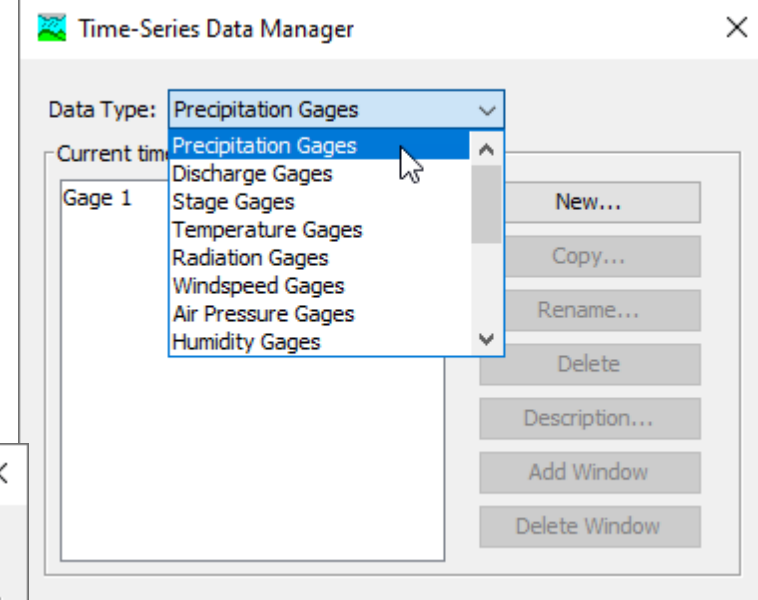 Time-Series Data Manager
Data Type: Precipitation Gages
Current tim
Precipitation Gages
Discharge Gages
Stage Gages
Temperature Gages
Radiation Gages
Windspeed Gages
Air Pressure Gages
Humidity Gages
Gage 1
New...
Copy...
Rename...
Delete
Description...
Add Window
Delete Window